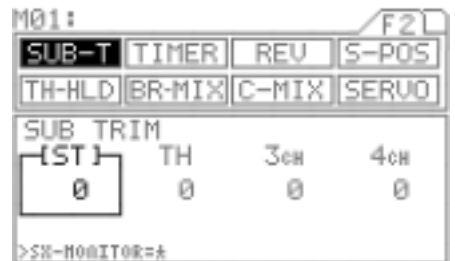 M01: F2
SUB-T TIMER REV S-POS
TH-HLD BR-MIX C-MIX SERVO
SUB TRIM
[ST] TH 3CH 4CH
0 0 0 0
>SX-MONITOR=